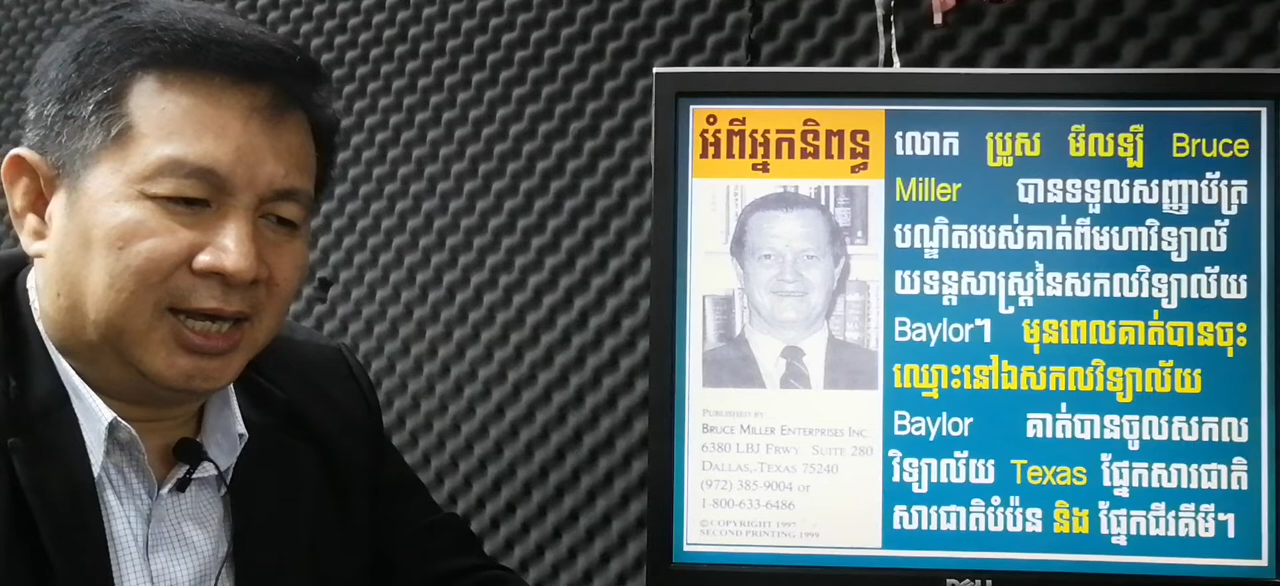 អំពីអ្នកនិពន្ធ
PUBLISHED BY
BRUCE MILLER ENTERPRISES INC.
6380 LBJ FRWY SUITE 280
DALLAS, TEXAS 75240
(972) 385-9004 or
1-800-633-6486
© COPYRIGHT 1997
SECOND PRINTING 1999
លោក ប្រូស មីលឡឺ Bruce
Miller បានទទួលសញ្ញាប័ត្រ
បណ្ឌិតរបស់គាត់ពីមហាវិទ្យាល័
យទន្តសាស្ត្រនៃសកលវិទ្យាល័យ
Baylor។ មុនពេលគាត់បានចុះ
ឈ្មោះនៅឯសកលវិទ្យាល័យ
Baylor គាត់បានចូលសកល
វិទ្យាល័យ Texas ផ្នែកសារជាតិ
សារជាតិបំប៉ន និង ផ្នែកជីវគីមី។
DELL